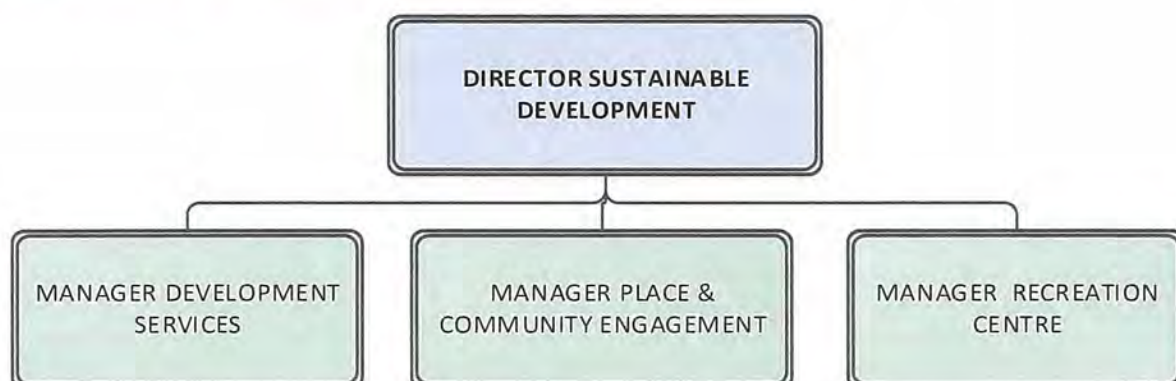 DIRECTOR SUSTAINABLE
DEVELOPMENT
MANAGER DEVELOPMENT
SERVICES
MANAGER PLACE &
COMMUNITY ENGAGEMENT
MANAGER RECREATION
CENTRE